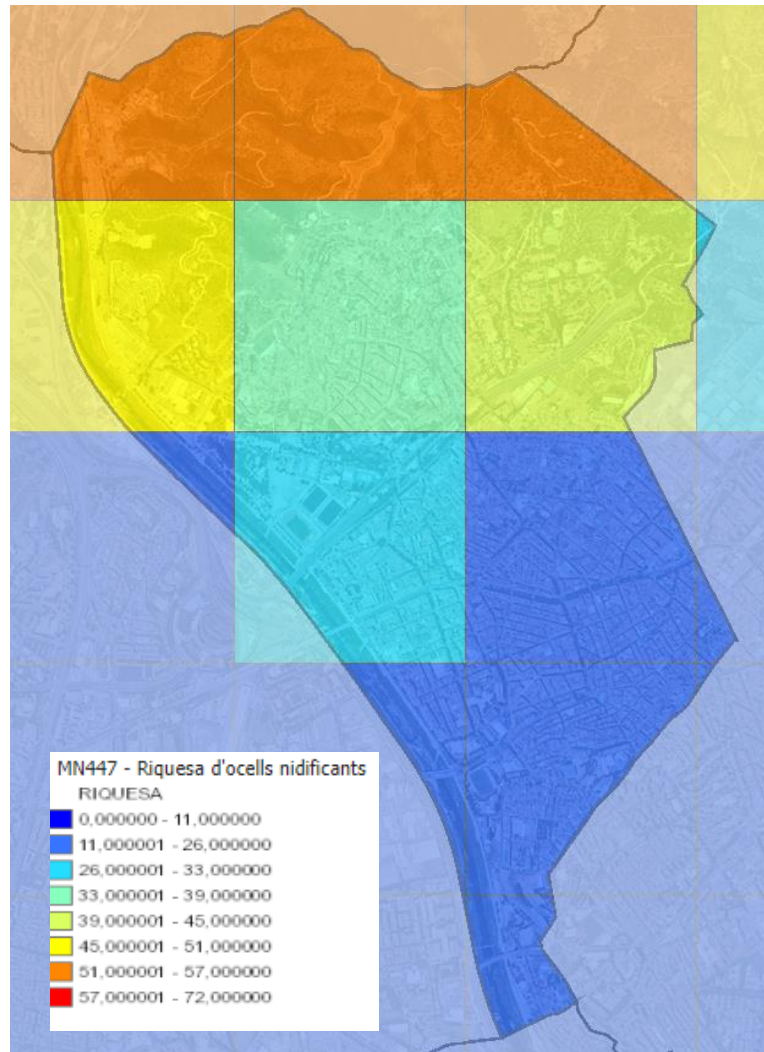 MN447 - Riquesa d'ocells nidificants
RIQUESA
0,000000 - 11,000000
11,000001 - 26,000000
26,000001 - 33,000000
33,000001 - 39,000000
39,000001 - 45,000000
45,000001 - 51,000000
51,000001 - 57,000000
57,000001 - 72,000000